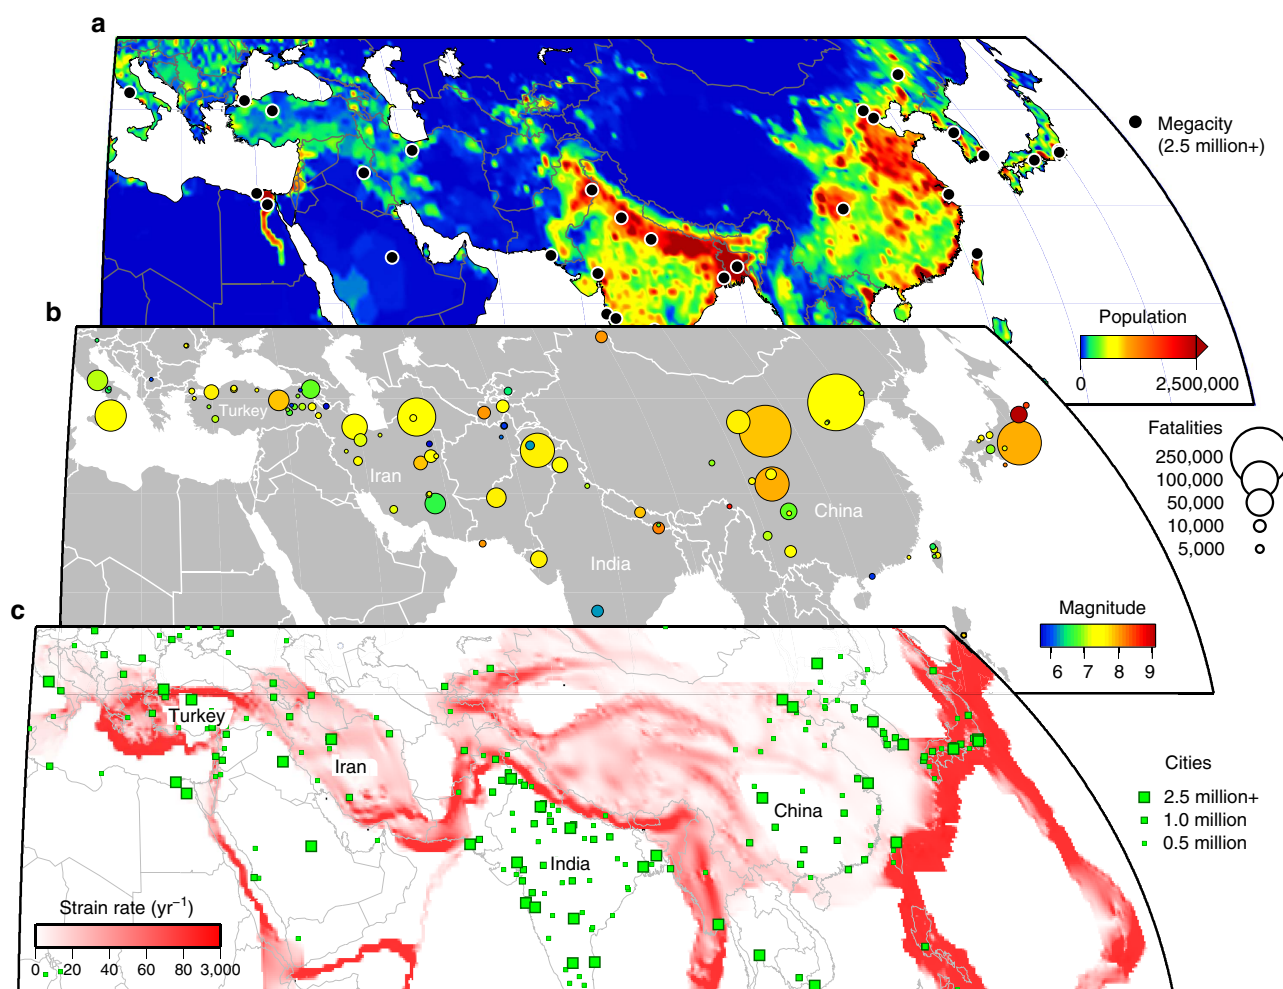 a
Megacity
(2.5 million+)
Population
0
2,500,000
b
Turkey
Iran
China
India
Fatalities
250,000
100,000
50,000
10,000
5,000
Magnitude
6
7
8
9
c
Turkey
Iran
China
India
Cities
2.5 million+
1.0 million
0.5 million
Strain rate (yr⁻¹)
0 20 40 60 80 3,000